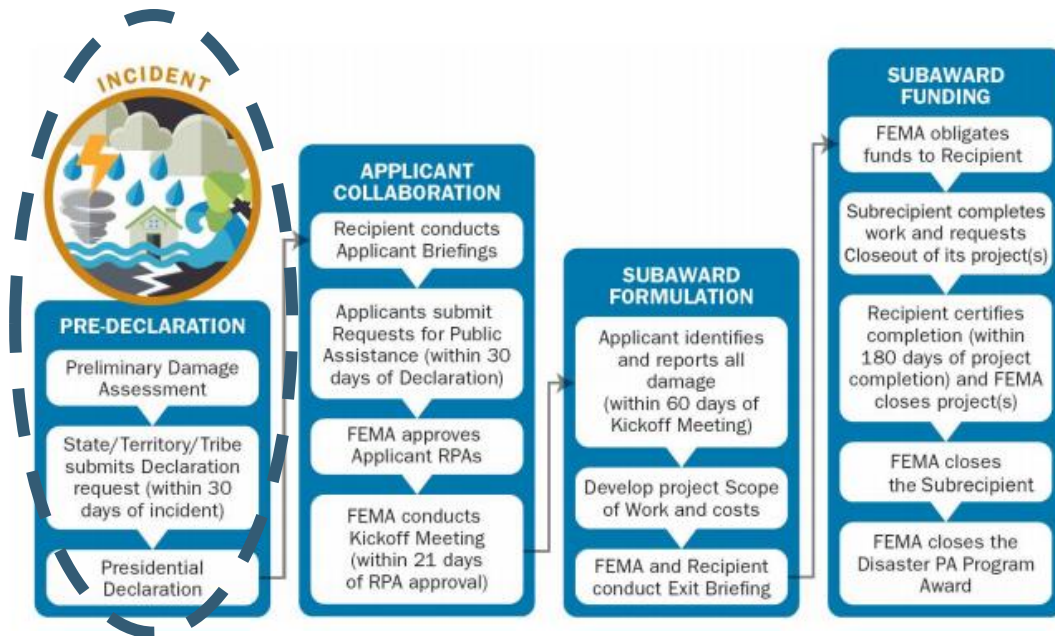 INCIDENT
PRE-DECLARATION
Preliminary Damage
Assessment
State/Territory/Tribe
submits Declaration
request (within 30
days of incident)
Presidential
Declaration
APPLICANT
COLLABORATION
Recipient conducts
Applicant Briefings
Applicants submit
Requests for Public
Assistance (within 30
days of Declaration)
FEMA approves
Applicant RPAs
FEMA conducts
Kickoff Meeting
(within 21 days
of RPA approval)
SUBAWARD
FORMULATION
Applicant identifies
and reports all
damage
(within 60 days of
Kickoff Meeting)
Develop project Scope
of Work and costs
FEMA and Recipient
conduct Exit Briefing
SUBAWARD
FUNDING
FEMA obligates
funds to Recipient
Subrecipient completes
work and requests
Closeout of its project(s)
Recipient certifies
completion (within
180 days of project
completion) and FEMA
closes project(s)
FEMA closes
the Subrecipient
FEMA closes the
Disaster PA Program
Award